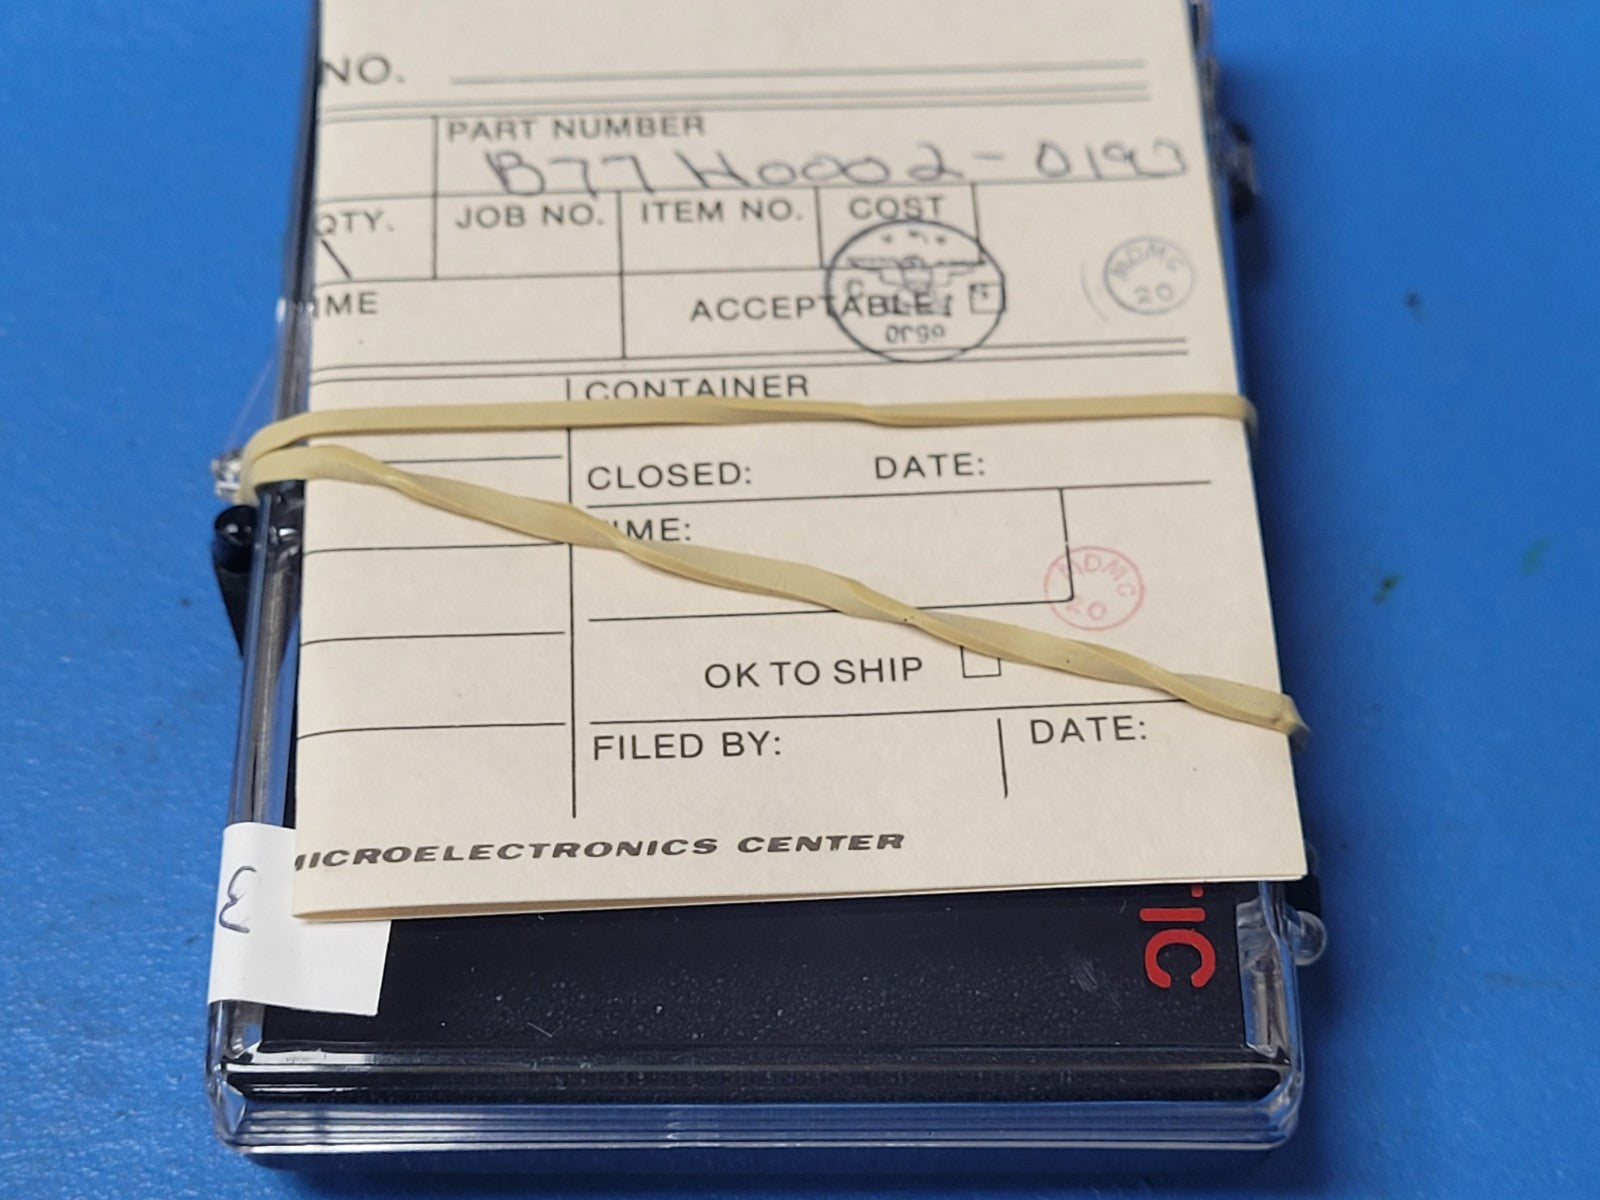 NO.
PART NUMBER
B77H0002-0193
QTY. JOB NO. ITEM NO. COST
1
ACCEPTABLE:
MDMC
20
CONTAINER
CLOSED: DATE:
MDMC
20
OK TO SHIP
FILED BY: DATE:
MICROELECTRONICS CENTER
3
IC